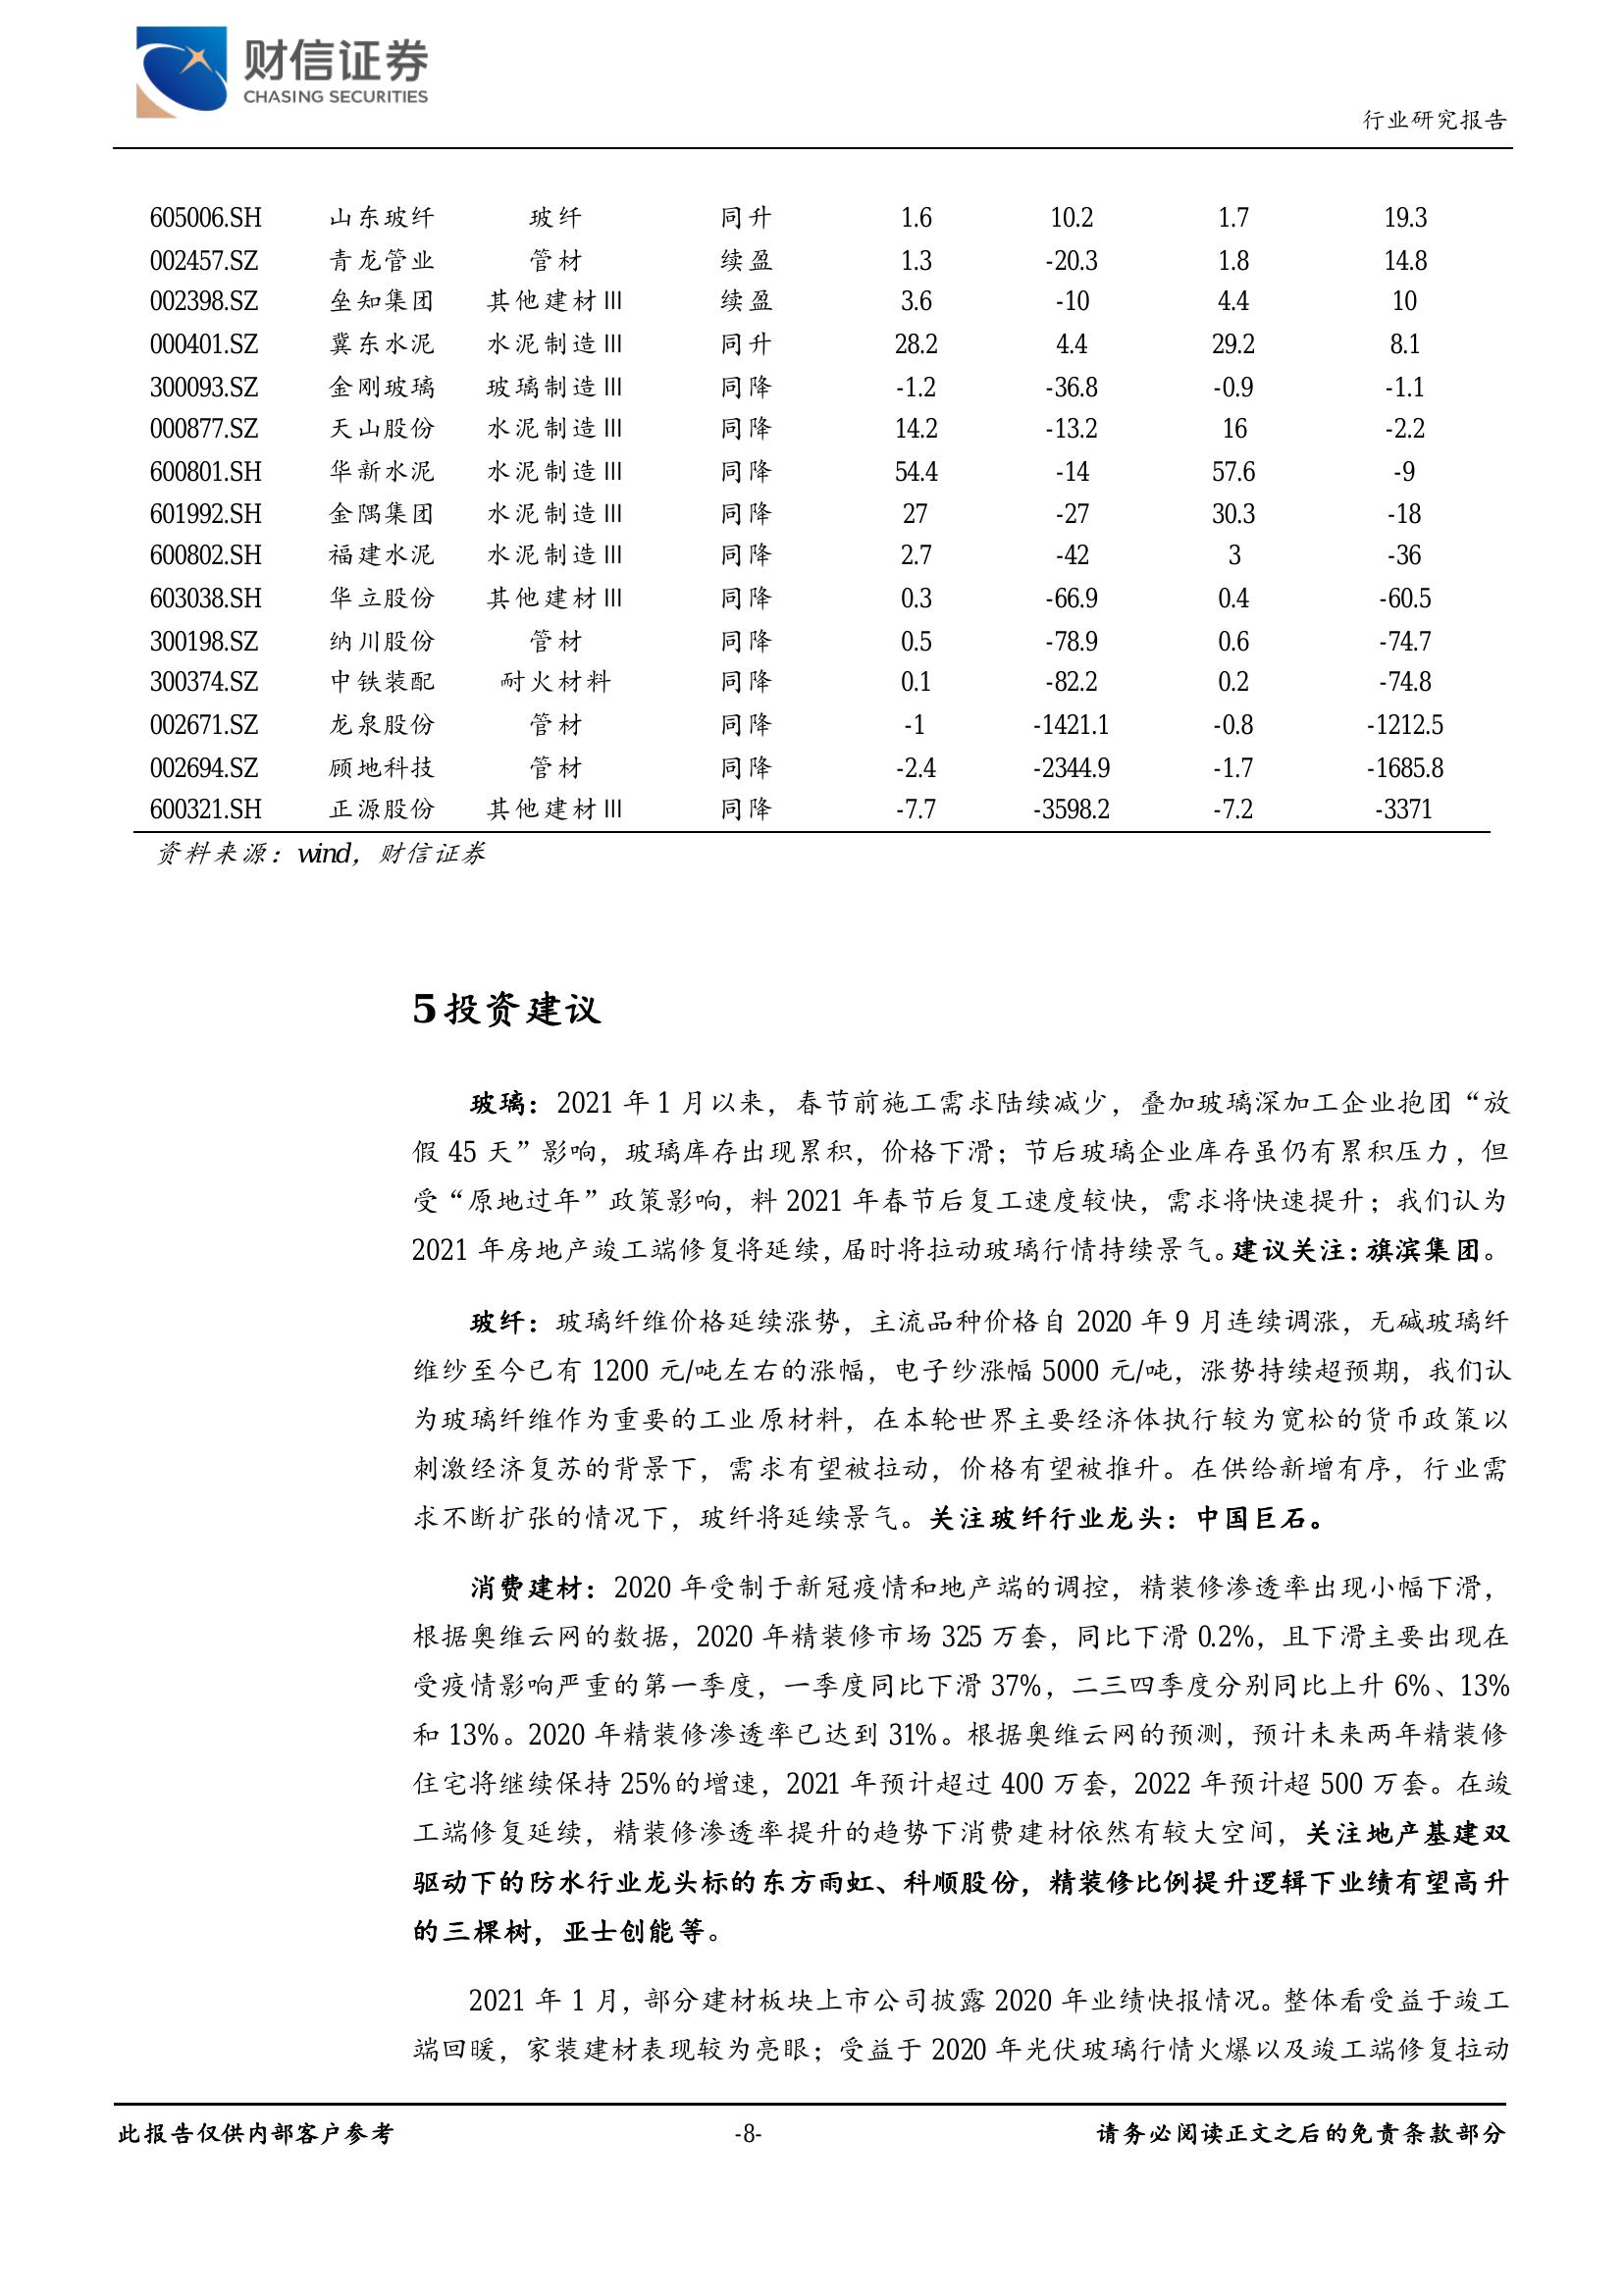 财信证券
CHASING SECURITIES
行业研究报告
605006.SH 山东玻纤 玻纤 同升 1.6 10.2 1.7 19.3
002457.SZ 青龙管业 管材 续盈 1.3 -20.3 1.8 14.8
002398.SZ 垒知集团 其他建材Ⅲ 续盈 3.6 -10 4.4 10
000401.SZ 冀东水泥 水泥制造Ⅲ 同升 28.2 4.4 29.2 8.1
300093.SZ 金刚玻璃 玻璃制造Ⅲ 同降 -1.2 -36.8 -0.9 -1.1
000877.SZ 天山股份 水泥制造Ⅲ 同降 14.2 -13.2 16 -2.2
600801.SH 华新水泥 水泥制造Ⅲ 同降 54.4 -14 57.6 -9
601992.SH 金隅集团 水泥制造Ⅲ 同降 27 -27 30.3 -18
600802.SH 福建水泥 水泥制造Ⅲ 同降 2.7 -42 3 -36
603038.SH 华立股份 其他建材Ⅲ 同降 0.3 -66.9 0.4 -60.5
300198.SZ 纳川股份 管材 同降 0.5 -78.9 0.6 -74.7
300374.SZ 中铁装配 耐火材料 同降 0.1 -82.2 0.2 -74.8
002671.SZ 龙泉股份 管材 同降 -1 -1421.1 -0.8 -1212.5
002694.SZ 顾地科技 管材 同降 -2.4 -2344.9 -1.7 -1685.8
600321.SH 正源股份 其他建材Ⅲ 同降 -7.7 -3598.2 -7.2 -3371
资料来源：wind，财信证券
5 投资建议
玻璃：2021 年 1 月以来，春节前施工需求陆续减少，叠加玻璃深加工企业抱团“放
假 45 天”影响，玻璃库存出现累积，价格下滑；节后玻璃企业库存虽仍有累积压力，但
受“原地过年”政策影响，料 2021 年春节后复工速度较快，需求将快速提升；我们认为
2021 年房地产竣工端修复将延续，届时将拉动玻璃行情持续景气。建议关注：旗滨集团。
玻纤：玻璃纤维价格延续涨势，主流品种价格自 2020 年 9 月连续调涨，无碱玻璃纤
维纱至今已有 1200 元/吨左右的涨幅，电子纱涨幅 5000 元/吨，涨势持续超预期，我们认
为玻璃纤维作为重要的工业原材料，在本轮世界主要经济体执行较为宽松的货币政策以
刺激经济复苏的背景下，需求有望被拉动，价格有望被推升。在供给新增有序，行业需
求不断扩张的情况下，玻纤将延续景气。关注玻纤行业龙头：中国巨石。
消费建材：2020 年受制于新冠疫情和地产端的调控，精装修渗透率出现小幅下滑，
根据奥维云网的数据，2020 年精装修市场 325 万套，同比下滑 0.2%，且下滑主要出现在
受疫情影响严重的第一季度，一季度同比下滑 37%，二三四季度分别同比上升 6%、13%
和 13%。2020 年精装修渗透率已达到 31%。根据奥维云网的预测，预计未来两年精装修
住宅将继续保持 25%的增速，2021 年预计超过 400 万套，2022 年预计超 500 万套。在竣
工端修复延续，精装修渗透率提升的趋势下消费建材依然有较大空间，关注地产基建双
驱动下的防水行业龙头标的东方雨虹、科顺股份，精装修比例提升逻辑下业绩有望高升
的三棵树，亚士创能等。
2021 年 1 月，部分建材板块上市公司披露 2020 年业绩快报情况。整体看受益于竣工
端回暖，家装建材表现较为亮眼；受益于 2020 年光伏玻璃行情火爆以及竣工端修复拉动
此报告仅供内部客户参考 -8- 请务必阅读正文之后的免责条款部分